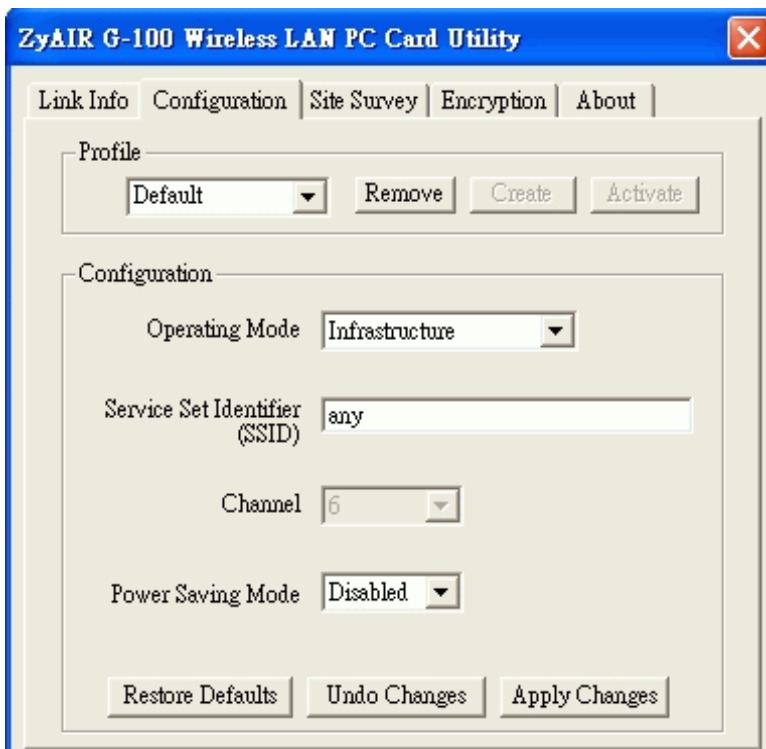 ZyAIR G-100 Wireless LAN PC Card Utility
Link Info Configuration Site Survey Encryption About
Profile
Default Remove Create Activate
Configuration
Operating Mode Infrastructure
Service Set Identifier
(SSID)
any
Channel 6
Power Saving Mode Disabled
Restore Defaults Undo Changes Apply Changes